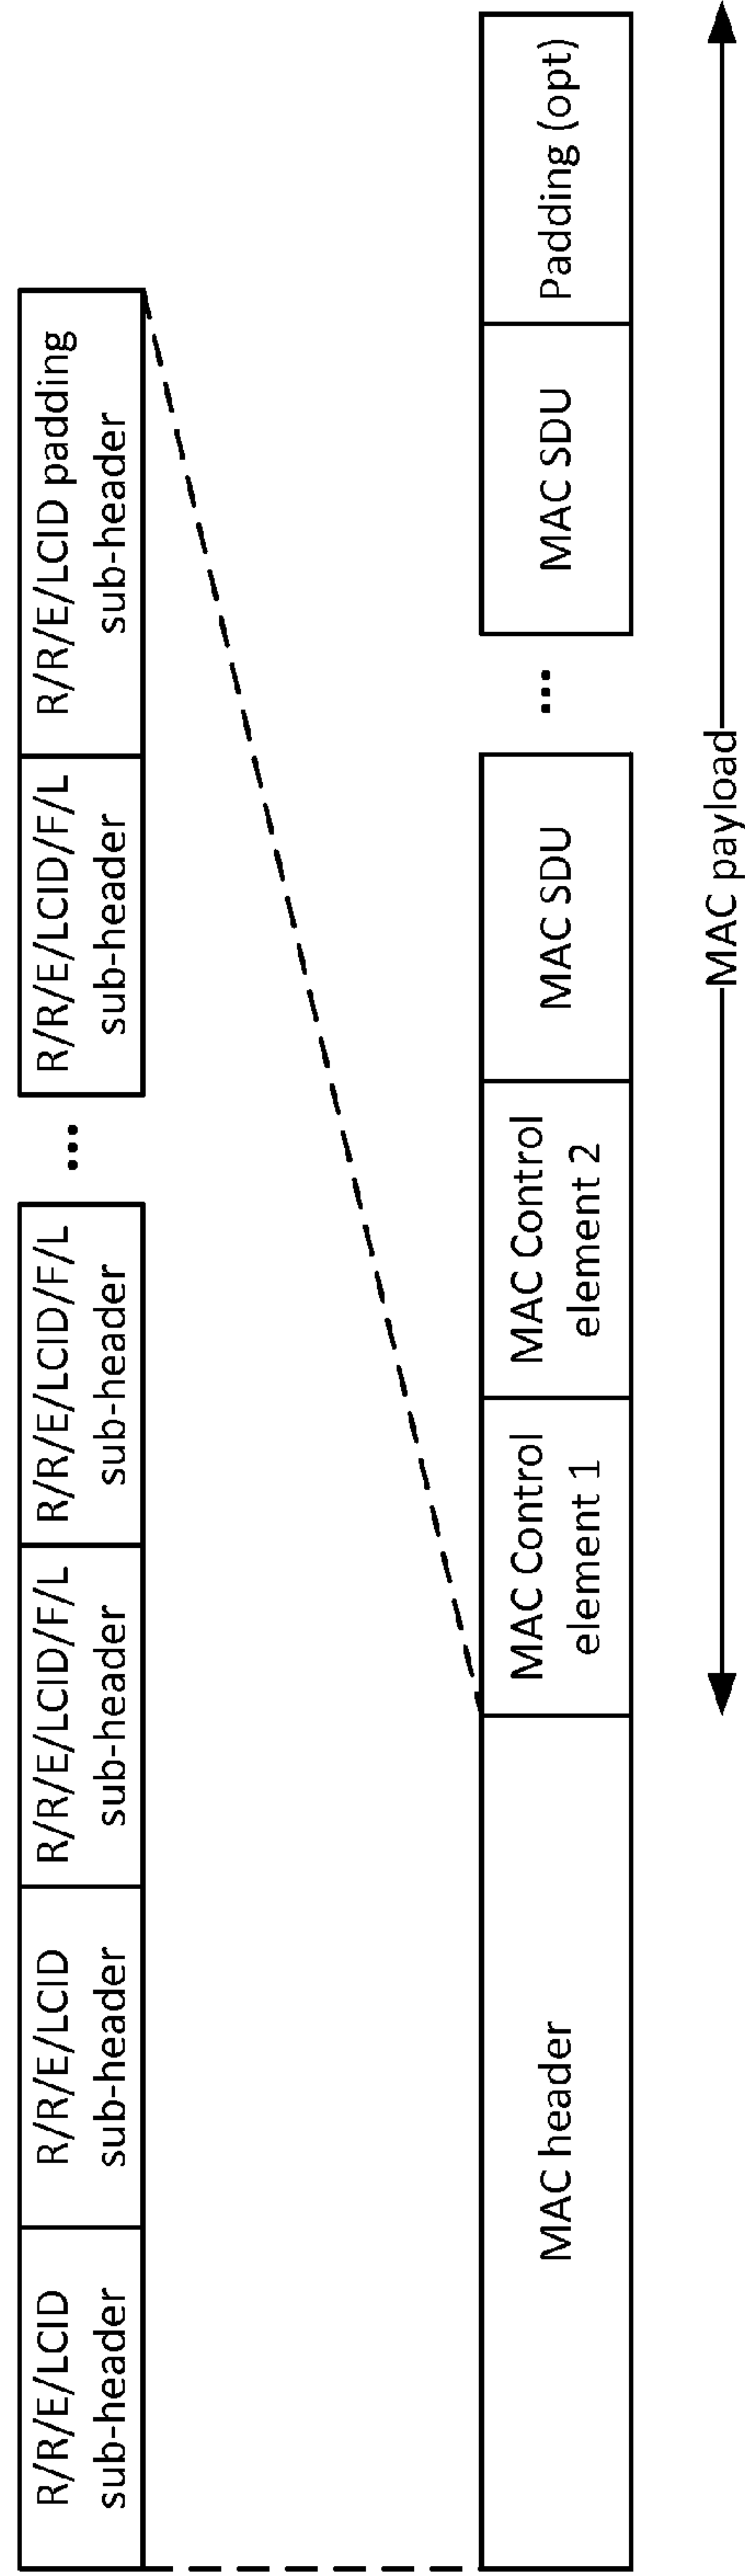 R/R/E/LCID
sub-header
R/R/E/LCID
sub-header
R/R/E/LCID/F/L
sub-header
R/R/E/LCID/F/L
sub-header
...
R/R/E/LCID/F/L
sub-header
R/R/E/LCID padding
sub-header
MAC header
MAC Control
element 1
MAC Control
element 2
MAC SDU
...
MAC SDU
Padding (opt)
MAC payload